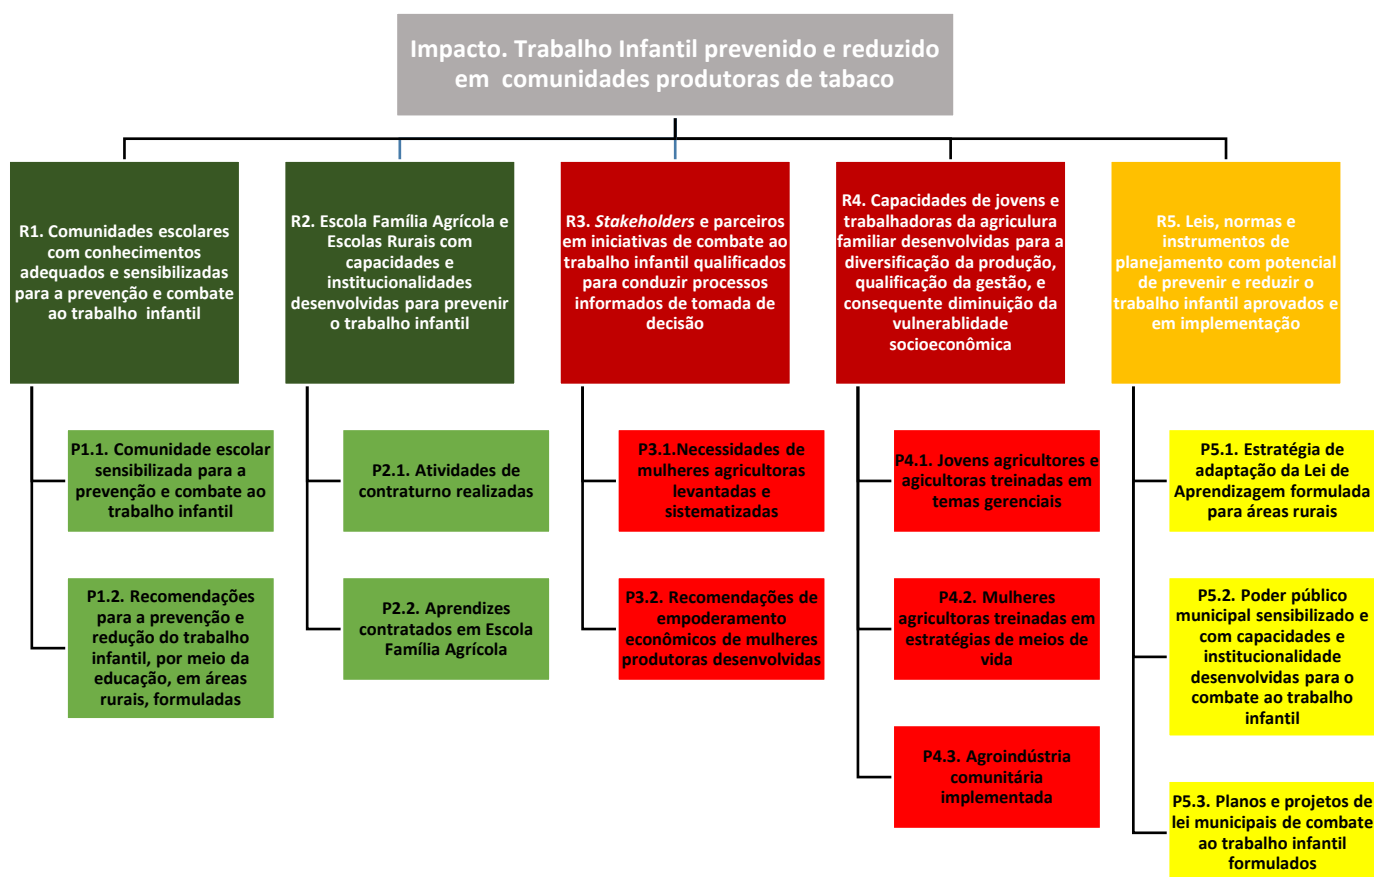 Impacto. Trabalho Infantil prevenido e reduzido
em comunidades produtoras de tabaco
R1. Comunidades escolares
com conhecimentos
adequados e sensibilizadas
para a prevenção e combate
ao trabalho infantil
R2. Escola Família Agrícola e
Escolas Rurais com
capacidades e
institucionalidades
desenvolvidas para prevenir
o trabalho infantil
R3. Stakeholders e parceiros
em iniciativas de combate ao
trabalho infantil qualificados
para conduzir processos
informados de tomada de
decisão
R4. Capacidades de jovens e
trabalhadoras da agriculura
familiar desenvolvidas para a
diversificação da produção,
qualificação da gestão, e
consequente diminuição da
vulnerablidade
socioeconômica
R5. Leis, normas e
instrumentos de
planejamento com potencial
de prevenir e reduzir o
trabalho infantil aprovados e
em implementação
P1.1. Comunidade escolar
sensibilizada para a
prevenção e combate ao
trabalho infantil
P1.2. Recomendações
para a prevenção e
redução do trabalho
infantil, por meio da
educação, em áreas
rurais, formuladas
P2.1. Atividades de
contraturno realizadas
P2.2. Aprendizes
contratados em Escola
Família Agrícola
P3.1.Necessidades de
mulheres agricultoras
levantadas e
sistematizadas
P3.2. Recomendações de
empoderamento
econômicos de mulheres
produtoras desenvolvidas
P4.1. Jovens agricultores e
agicultoras treinadas em
temas gerenciais
P4.2. Mulheres
agricultoras treinadas em
estratégias de meios de
vida
P4.3. Agroindústria
comunitária
implementada
P5.1. Estratégia de
adaptação da Lei de
Aprendizagem formulada
para áreas rurais
P5.2. Poder público
municipal sensibilizado e
com capacidades e
institucionalidade
desenvolvidas para o
combate ao trabalho
infantil
P5.3. Planos e projetos de
lei municipais de combate
ao trabalho infantil
formulados